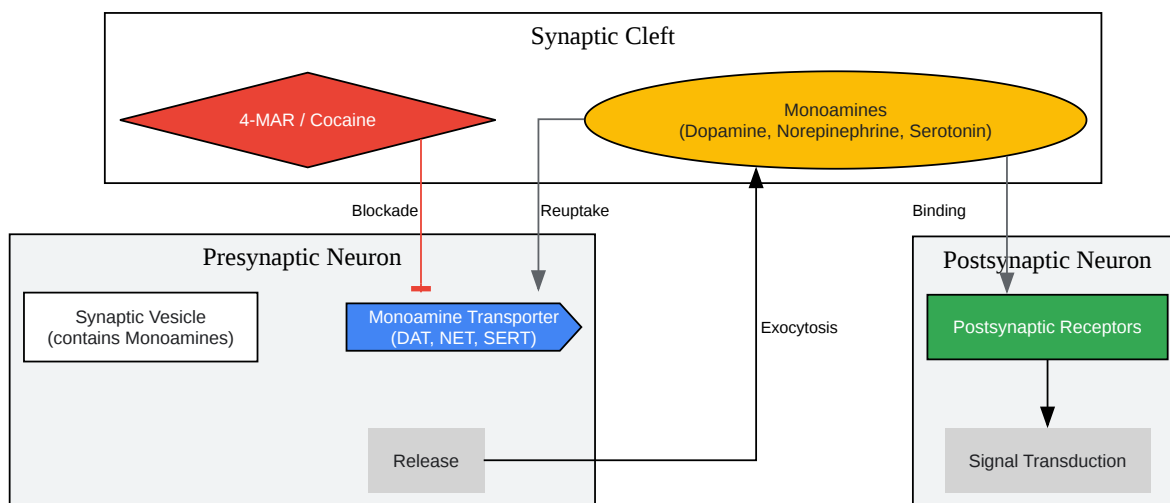 Synaptic Cleft
4-MAR / Cocaine
Monoamines
(Dopamine, Norepinephrine, Serotonin)
Blockade
Reuptake
Binding
Presynaptic Neuron
Postsynaptic Neuron
Synaptic Vesicle
(contains Monoamines)
Monoamine Transporter
(DAT, NET, SERT)
Exocytosis
Postsynaptic Receptors
Release
Signal Transduction